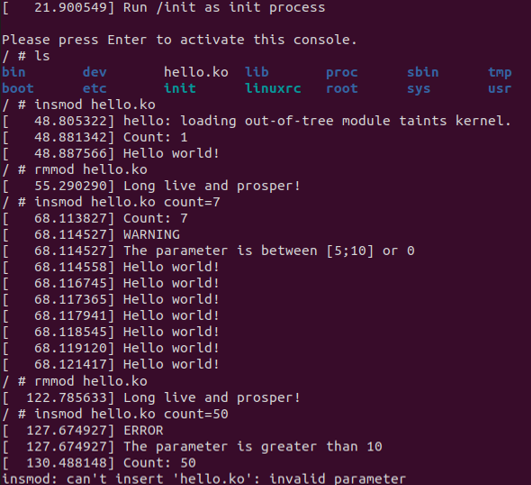 [   21.900549] Run /init as init process
Please press Enter to activate this console.
/ # ls
bin       dev       hello.ko  lib       proc      sbin      tmp
boot      etc       init      linuxrc   root      sys       usr
/ # insmod hello.ko
[   48.805322] hello: loading out-of-tree module taints kernel.
[   48.881342] Count: 1
[   48.887566] Hello world!
/ # rmmod hello.ko
[   55.290290] Long live and prosper!
/ # insmod hello.ko count=7
[   68.113827] Count: 7
[   68.114527] WARNING
[   68.114527] The parameter is between [5;10] or 0
[   68.114558] Hello world!
[   68.116745] Hello world!
[   68.117365] Hello world!
[   68.117941] Hello world!
[   68.118545] Hello world!
[   68.119120] Hello world!
[   68.121417] Hello world!
/ # rmmod hello.ko
[  122.785633] Long live and prosper!
/ # insmod hello.ko count=50
[  127.674927] ERROR
[  127.674927] The parameter is greater than 10
[  130.488148] Count: 50
insmod: can't insert 'hello.ko': invalid parameter